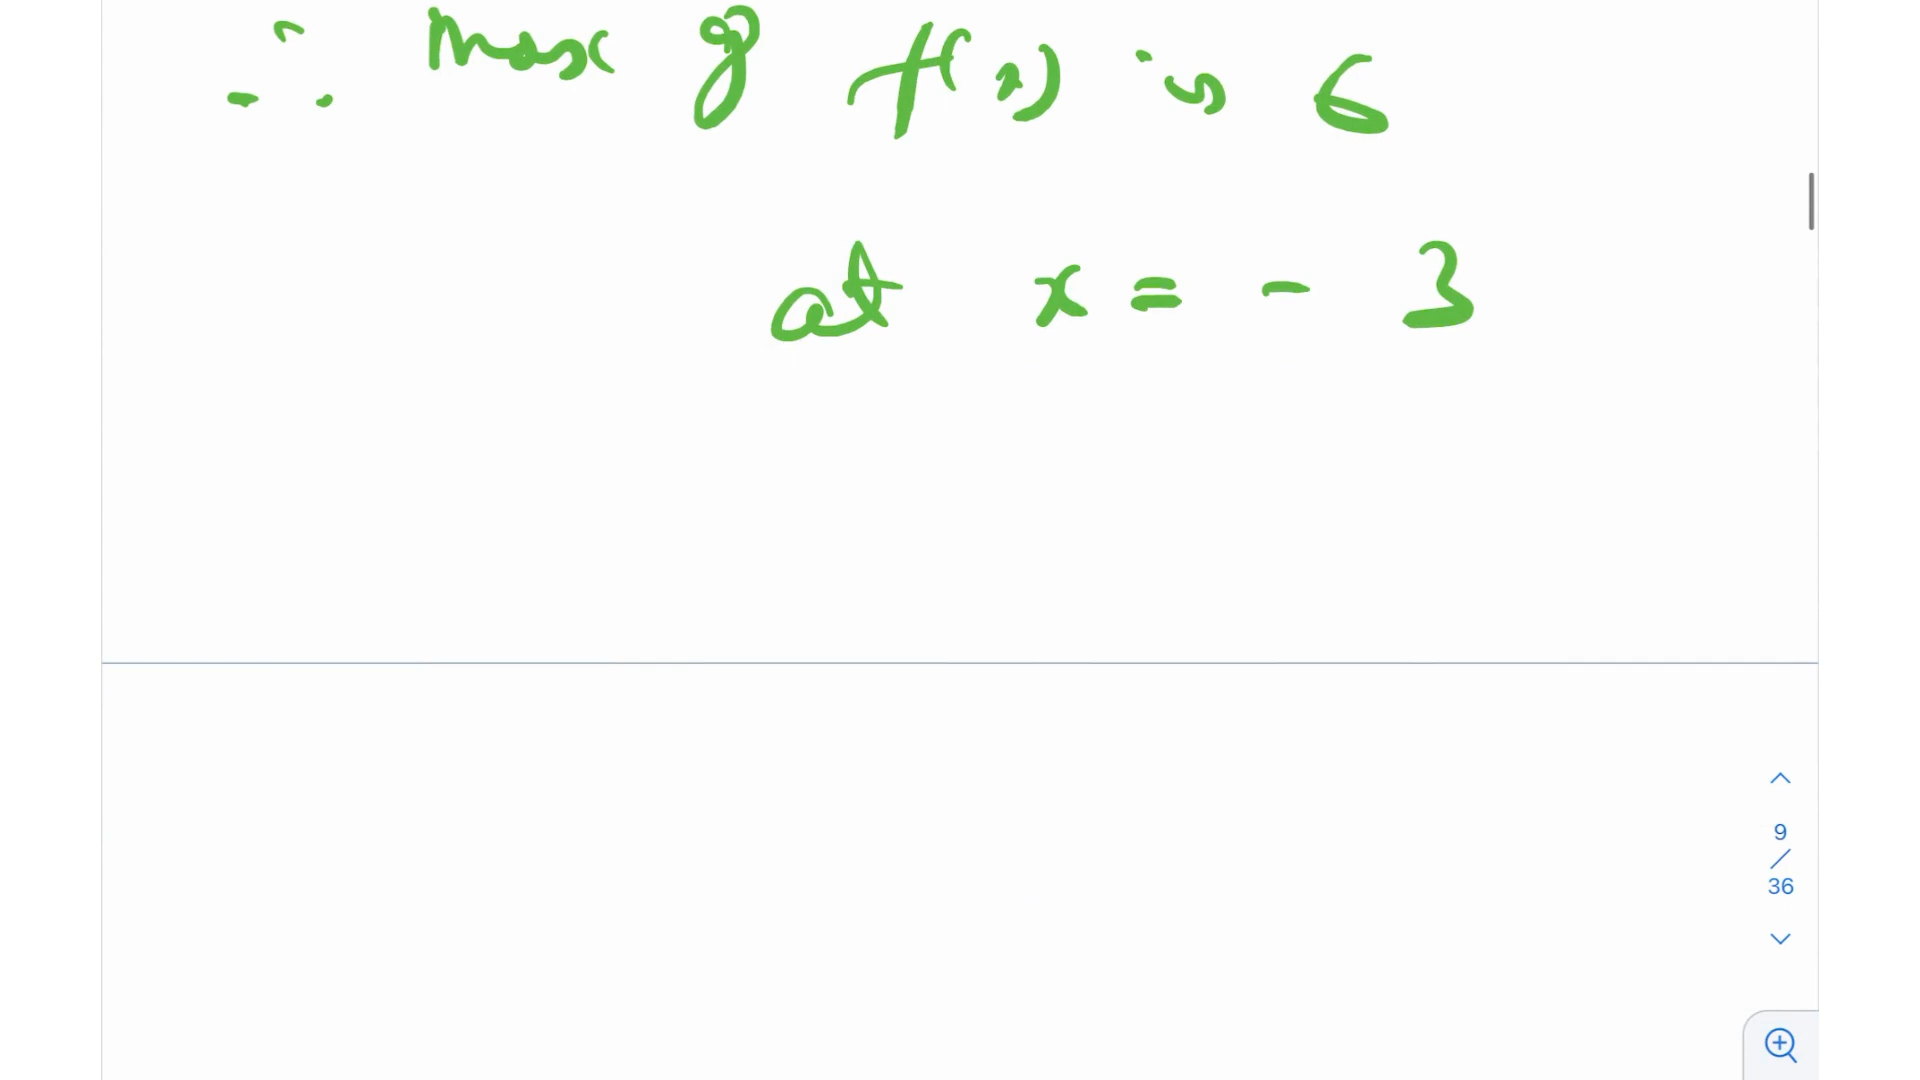 ∴ max of f(x) is 6
at x = - 3
9
/
36